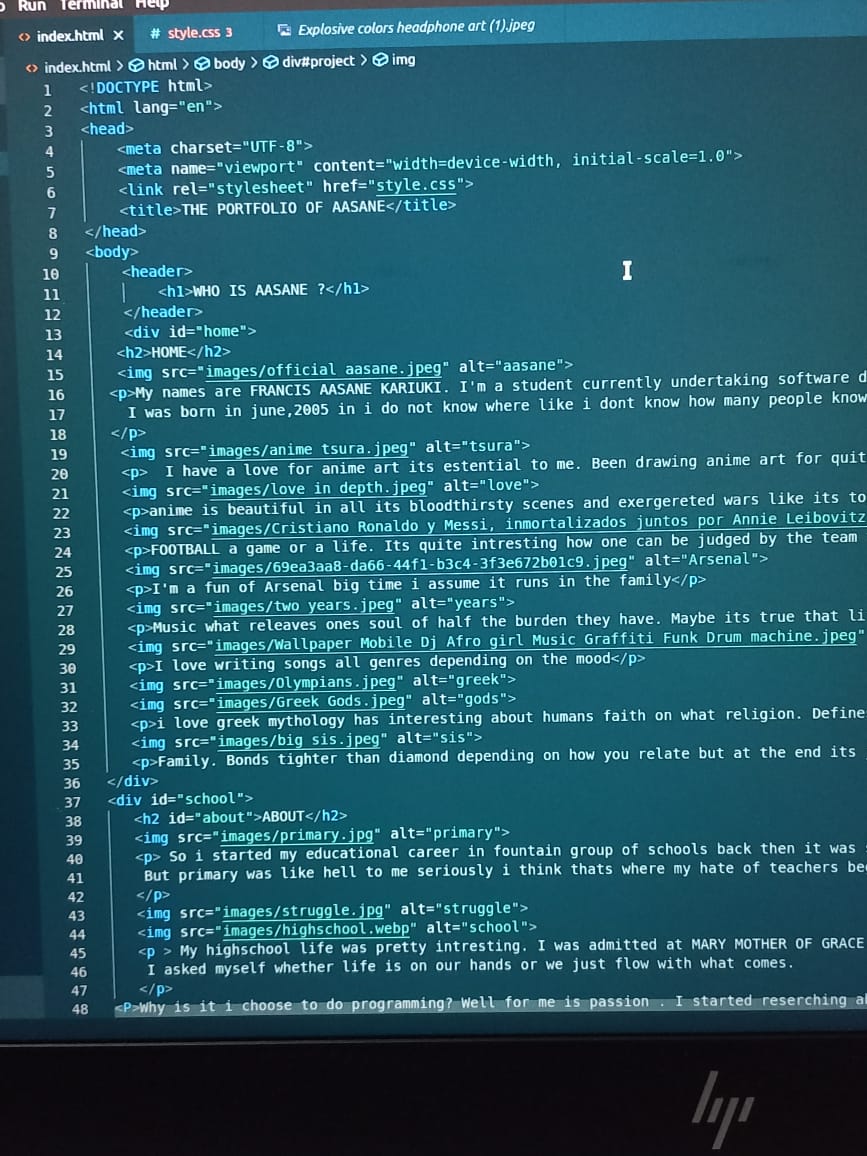 Run Terminal Help
<> index.html × # style.css 3 Explosive colors headphone art (1).jpeg
<> index.html > html > body > div#project > img
1 <!DOCTYPE html>
2 <html lang="en">
3 <head>
4 <meta charset="UTF-8">
5 <meta name="viewport" content="width=device-width, initial-scale=1.0">
6 <link rel="stylesheet" href="style.css">
7 <title>THE PORTFOLIO OF AASANE</title>
8 </head>
9 <body>
10 <header>
11 <h1>WHO IS AASANE ?</h1>
12 </header>
13 <div id="home">
14 <h2>HOME</h2>
15 <img src="images/official aasane.jpeg" alt="aasane">
16 <p>My names are FRANCIS AASANE KARIUKI. I'm a student currently undertaking software d
17 I was born in june,2005 in i do not know where like i dont know how many people know
18 </p>
19 <img src="images/anime tsura.jpeg" alt="tsura">
20 <p> I have a love for anime art its estential to me. Been drawing anime art for quit
21 <img src="images/love in depth.jpeg" alt="love">
22 <p>anime is beautiful in all its bloodthirsty scenes and exergereted wars like its to
23 <img src="images/Cristiano Ronaldo y Messi, inmortalizados juntos por Annie Leibovitz
24 <p>FOOTBALL a game or a life. Its quite intresting how one can be judged by the team
25 <img src="images/69ea3aa8-da66-44f1-b3c4-3f3e672b01c9.jpeg" alt="Arsenal">
26 <p>I'm a fun of Arsenal big time i assume it runs in the family</p>
27 <img src="images/two years.jpeg" alt="years">
28 <p>Music what releaves ones soul of half the burden they have. Maybe its true that li
29 <img src="images/Wallpaper Mobile Dj Afro girl Music Graffiti Funk Drum machine.jpeg"
30 <p>I love writing songs all genres depending on the mood</p>
31 <img src="images/Olympians.jpeg" alt="greek">
32 <img src="images/Greek Gods.jpeg" alt="gods">
33 <p>i love greek mythology has interesting about humans faith on what religion. Define
34 <img src="images/big sis.jpeg" alt="sis">
35 <p>Family. Bonds tighter than diamond depending on how you relate but at the end its
36 </div>
37 <div id="school">
38 <h2 id="about">ABOUT</h2>
39 <img src="images/primary.jpg" alt="primary">
40 <p> So i started my educational career in fountain group of schools back then it was
41 But primary was like hell to me seriously i think thats where my hate of teachers be
42 </p>
43 <img src="images/struggle.jpg" alt="struggle">
44 <img src="images/highschool.webp" alt="school">
45 <p > My highschool life was pretty intresting. I was admitted at MARY MOTHER OF GRACE
46 I asked myself whether life is on our hands or we just flow with what comes.
47 </p>
48 <P>Why is it i choose to do programming? Well for me is passion . I started reserching a
hp